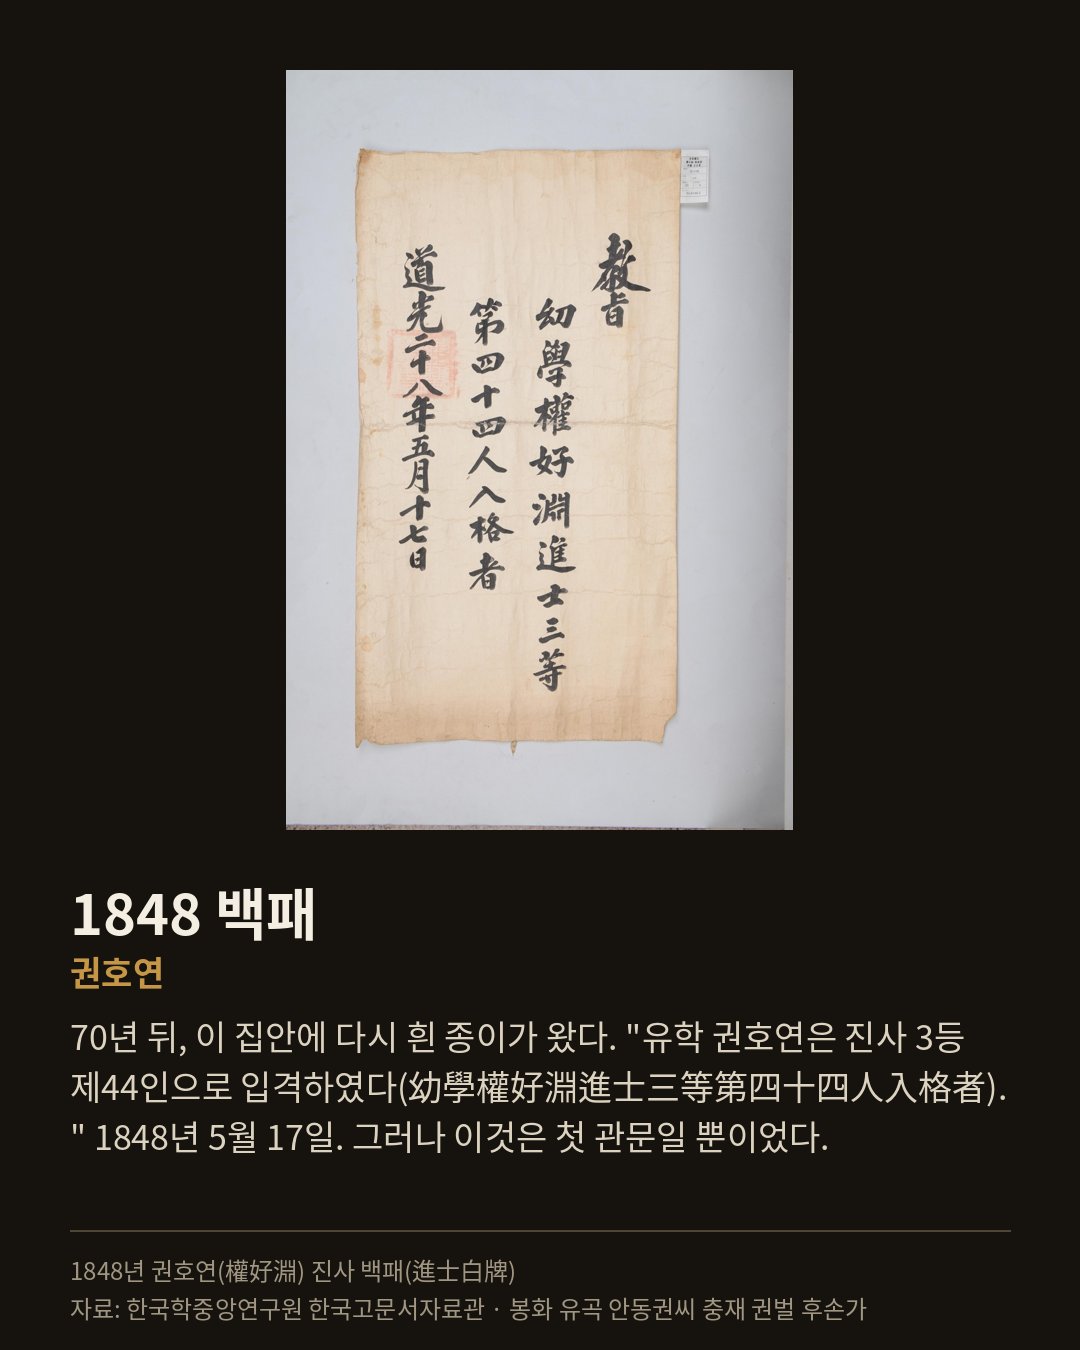 教旨
幼學權好淵進士三等
第四十四人入格者
道光二十八年五月十七日
1848 백패
권호연
70년 뒤, 이 집안에 다시 흰 종이가 왔다. "유학 권호연은 진사 3등
제44인으로 입격하였다(幼學權好淵進士三等第四十四人入格者).
" 1848년 5월 17일. 그러나 이것은 첫 관문일 뿐이었다.
1848년 권호연(權好淵) 진사 백패(進士白牌)
자료: 한국학중앙연구원 한국고문서자료관 · 봉화 유곡 안동권씨 충재 권벌 후손가